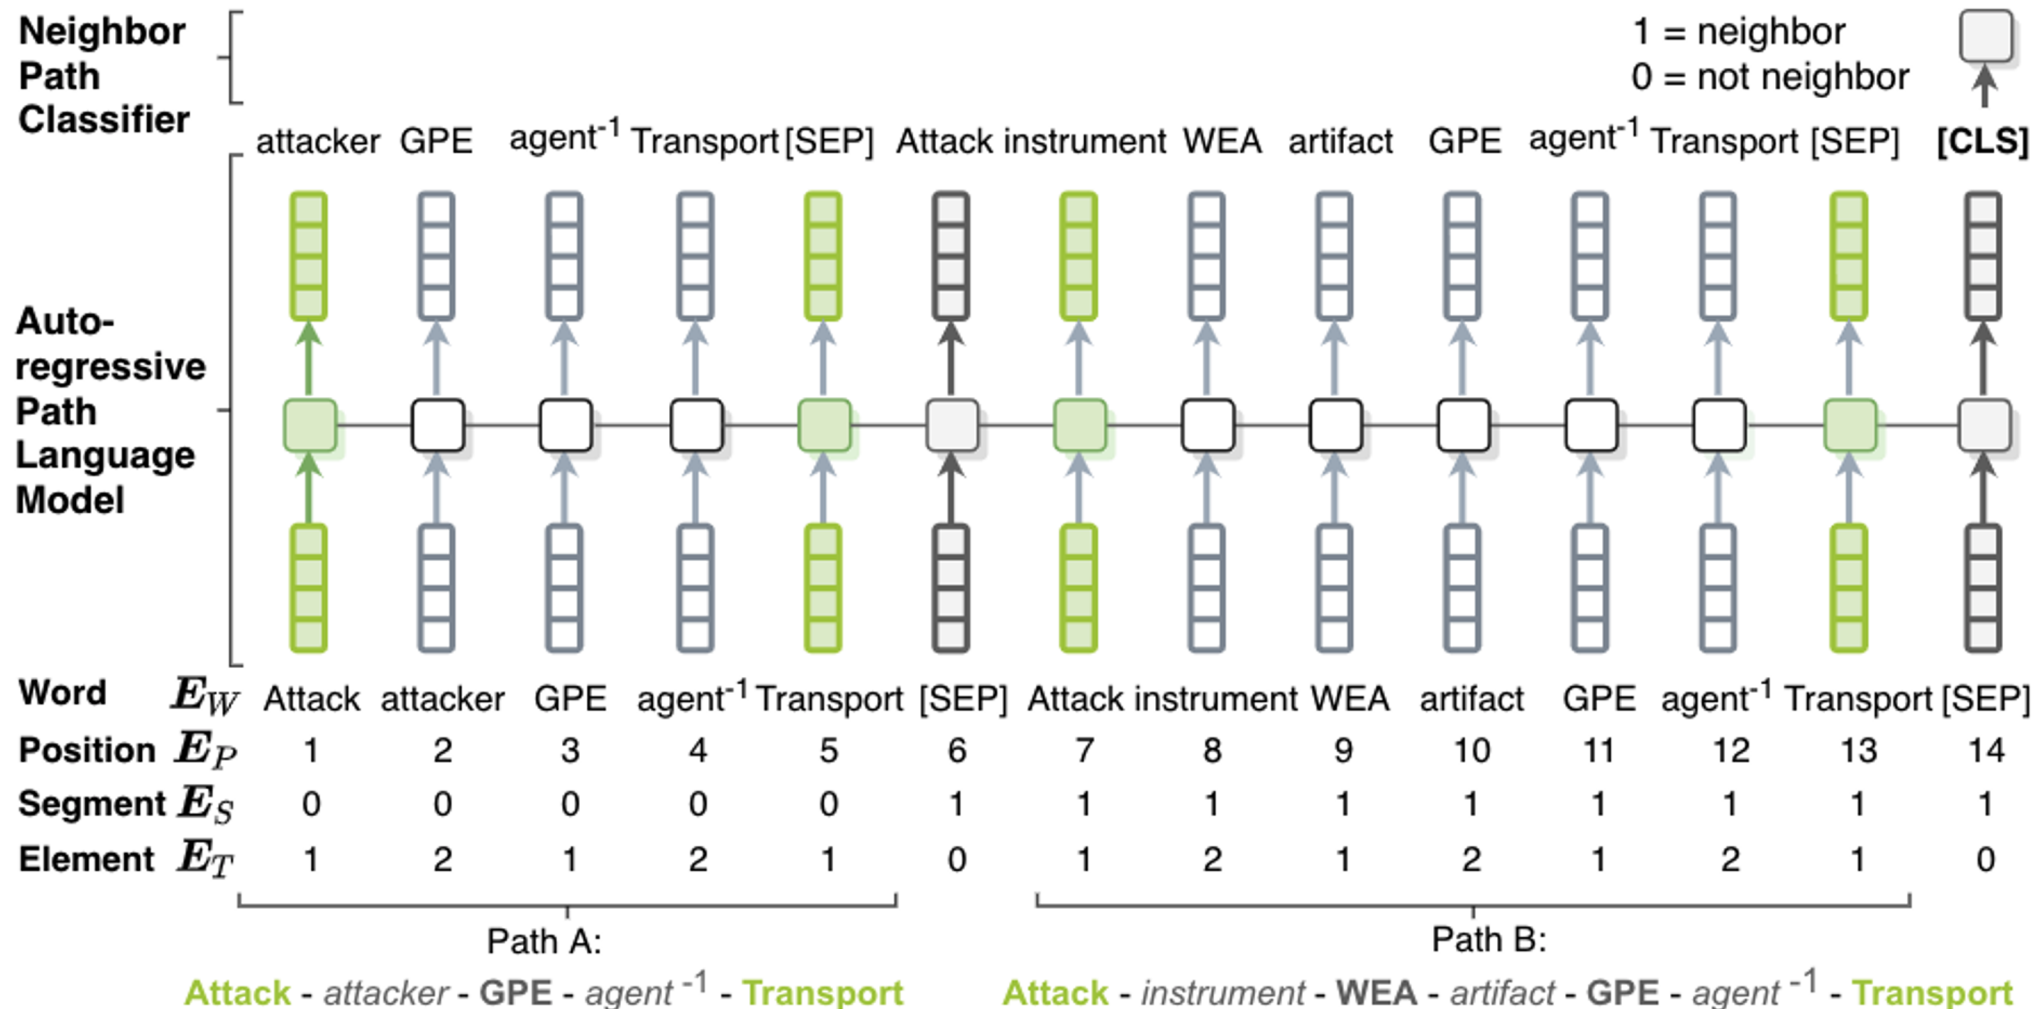 Neighbor
Path
Classifier
1 = neighbor
0 = not neighbor
attacker GPE agent-1 Transport [SEP] Attack instrument WEA artifact GPE agent-1 Transport [SEP] [CLS]
Auto-
regressive
Path
Language
Model
Word E_W Attack attacker GPE agent-1 Transport [SEP] Attack instrument WEA artifact GPE agent-1 Transport [SEP]
Position E_P 1 2 3 4 5 6 7 8 9 10 11 12 13 14
Segment E_S 0 0 0 0 0 1 1 1 1 1 1 1 1 1
Element E_T 1 2 1 2 1 0 1 2 1 2 1 2 1 0
Path A:
Attack - attacker - GPE - agent -1 - Transport
Path B:
Attack - instrument - WEA - artifact - GPE - agent -1 - Transport